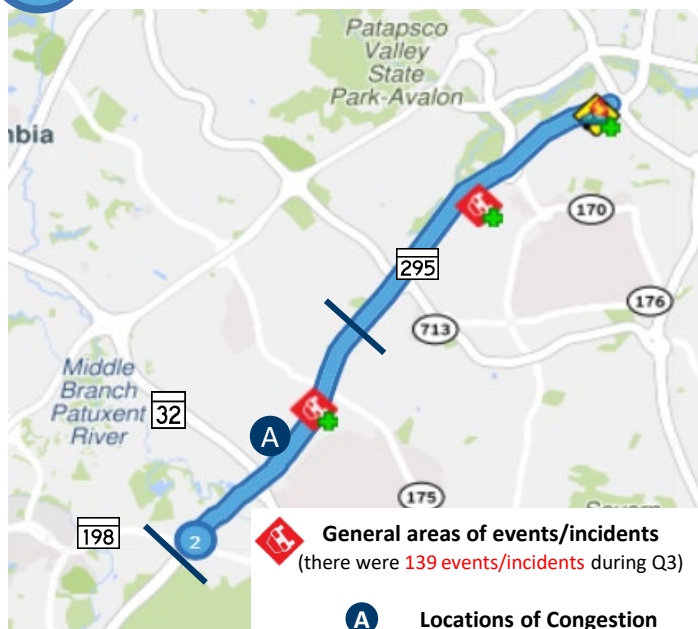 Patapsco
Valley
State
Park-Avalon
nbia
170
295
176
713
Middle
Branch
Patuxent
River
32
A
175
198
2
General areas of events/incidents
(there were 139 events/incidents during Q3)
A Locations of Congestion